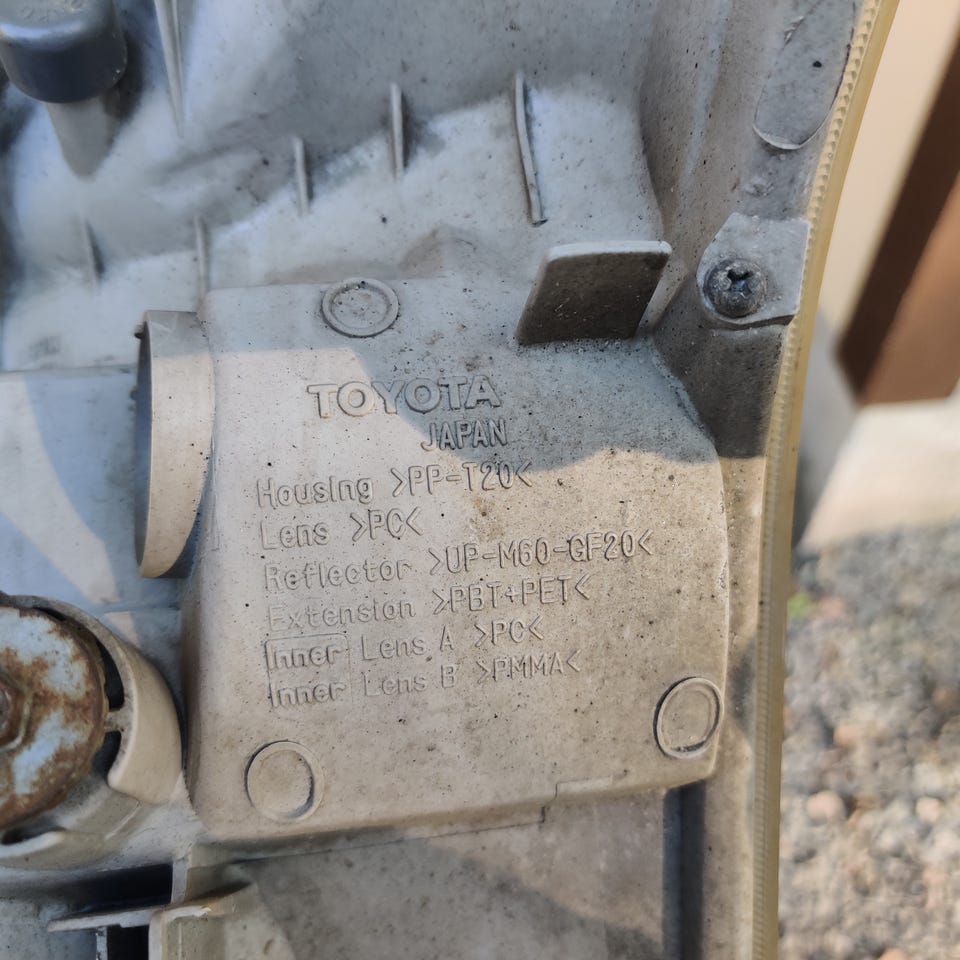 TOYOTA
JAPAN
Housing >PP-T20<
Lens >PC<
Reflector >UP-M60-GF20<
Extension >PBT+PET<
Inner Lens A >PC<
Inner Lens B >PMMA<